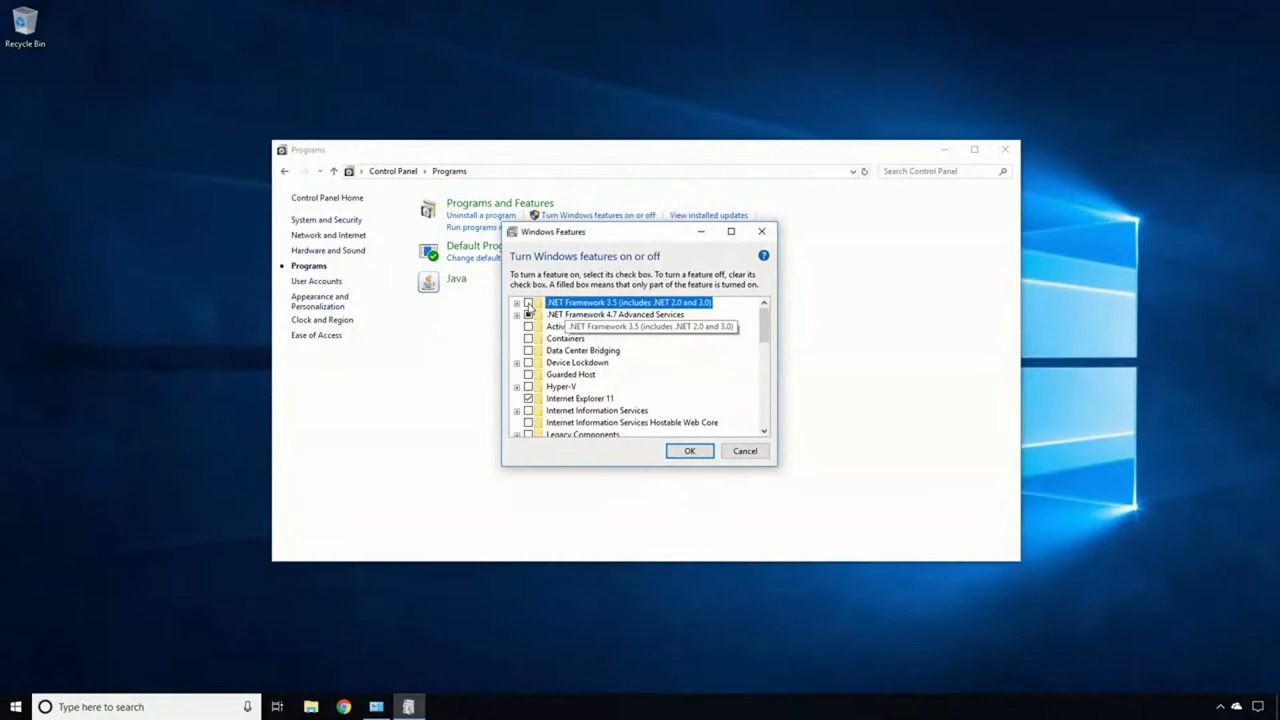 Recycle Bin
Programs
Control Panel Programs
Search Control Panel
Control Panel Home
System and Security
Network and Internet
Hardware and Sound
Programs
User Accounts
Appearance and
Personalization
Clock and Region
Ease of Access
Programs and Features
Uninstall a program Turn Windows features on or off View installed updates
Run programs
Default Pro
Change default
Java
Windows Features
Turn Windows features on or off
To turn a feature on, select its check box. To turn a feature off, clear its
check box. A filled box means that only part of the feature is turned on.
.NET Framework 3.5 (includes .NET 2.0 and 3.0)
.NET Framework 4.7 Advanced Services
Activ
.NET Framework 3.5 (includes .NET 2.0 and 3.0)
Containers
Data Center Bridging
Device Lockdown
Guarded Host
Hyper-V
Internet Explorer 11
Internet Information Services
Internet Information Services Hostable Web Core
Legacy Components
OK Cancel
Type here to search